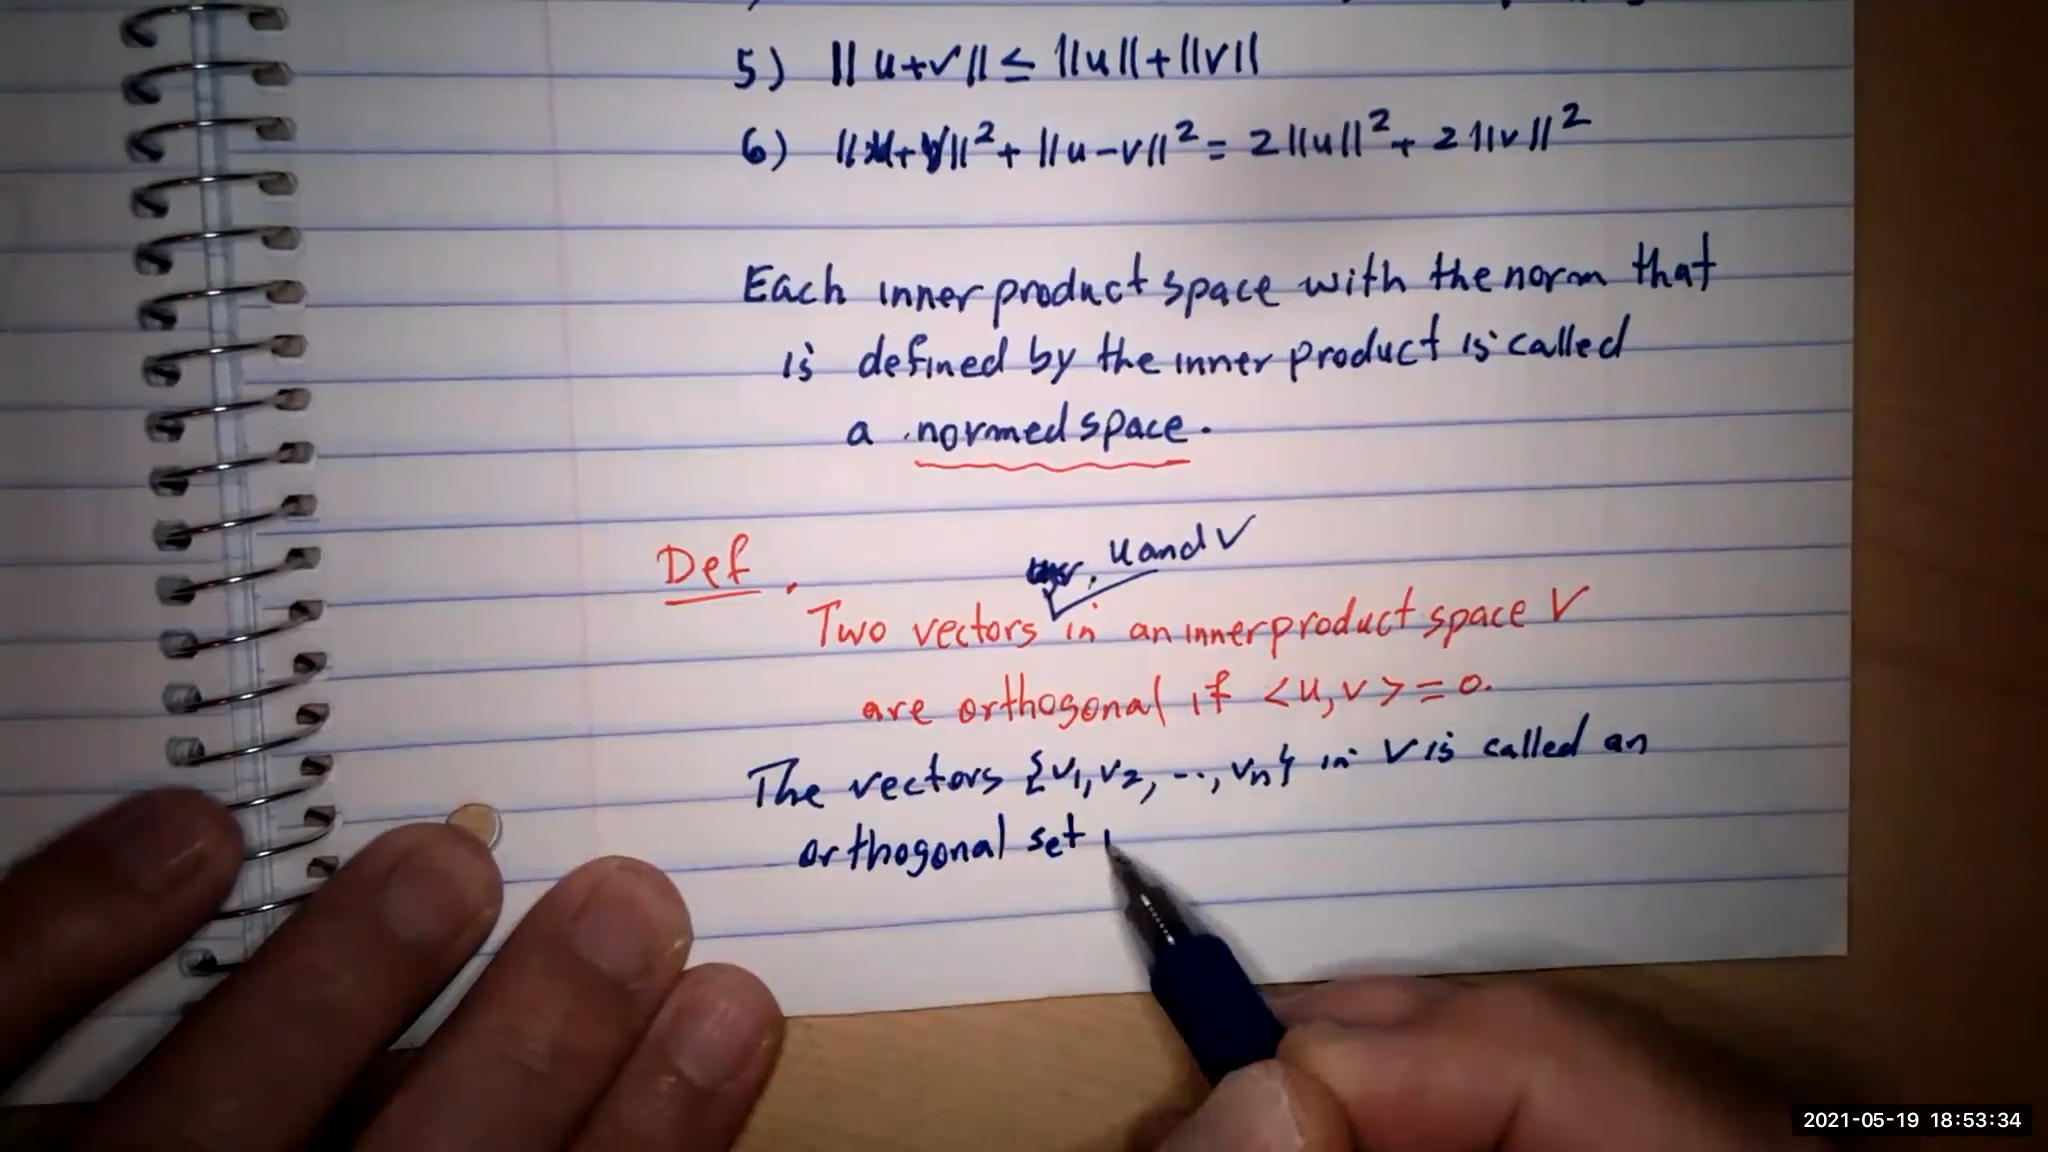 5) ||u+v|| ≤ ||u||+||v||
6) ||u+v||²+ ||u-v||² = 2||u||²+ 2||v||²
Each inner product space with the norm that
is defined by the inner product is called
a normed space.
Def.
, u and v
Two vectors in an inner product space V
are orthogonal if <u,v>=0.
The vectors {v1,v2, ..., vn} in V is called an
orthogonal set
2021-05-19 18:53:34